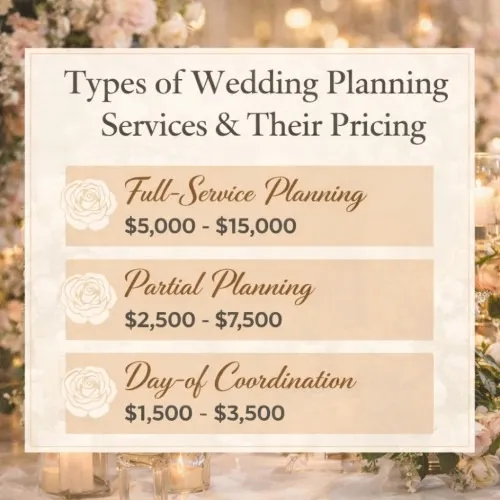 Types of Wedding Planning
Services & Their Pricing
Full-Service Planning
$5,000 - $15,000
Partial Planning
$2,500 - $7,500
Day-of Coordination
$1,500 - $3,500